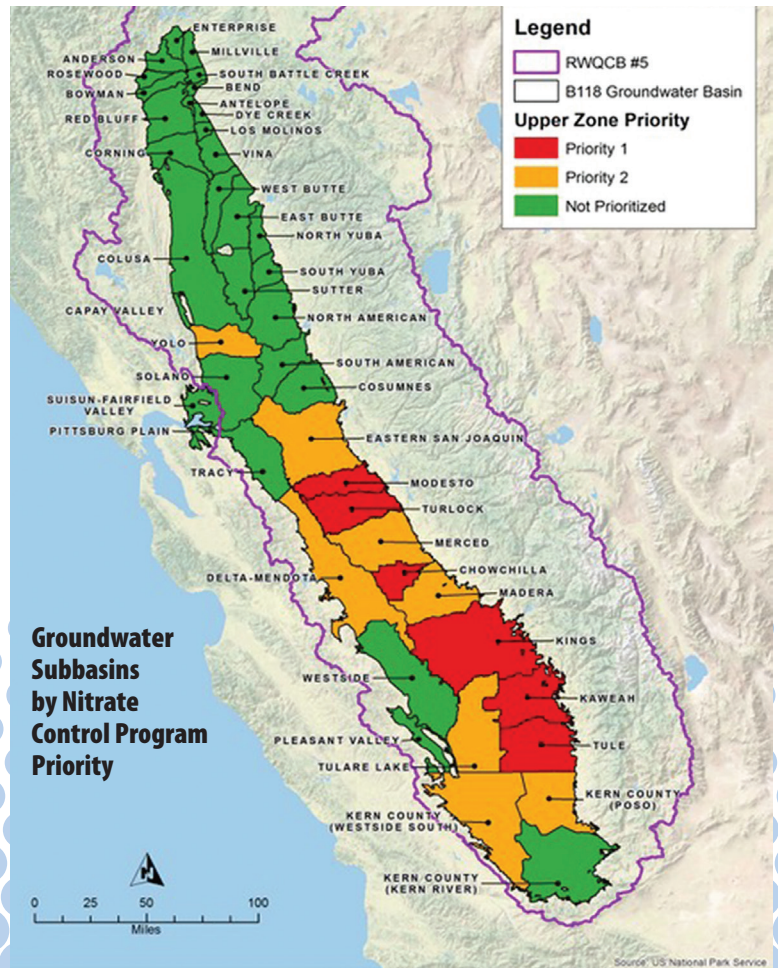 ENTERPRISE
MILLVILLE
ANDERSON
ROSEWOOD
SOUTH BATTLE CREEK
BEND
BOWMAN
ANTELOPE
DYE CREEK
RED BLUFF
LOS MOLINOS
CORNING
VINA
WEST BUTTE
EAST BUTTE
NORTH YUBA
COLUSA
SOUTH YUBA
SUTTER
CAPAY VALLEY
NORTH AMERICAN
YOLO
SOUTH AMERICAN
SOLANO
COSUMNES
SUISUN-FAIRFIELD
VALLEY
PITTSBURG PLAIN
EASTERN SAN JOAQUIN
TRACY
MODESTO
TURLOCK
MERCED
CHOWCHILLA
DELTA-MENDOTA
MADERA
KINGS
WESTSIDE
KAWEAH
PLEASANT VALLEY
TULE
TULARE LAKE
KERN COUNTY
(POSO)
KERN COUNTY
(WESTSIDE SOUTH)
KERN COUNTY
(KERN RIVER)
Legend
RWQCB #5
B118 Groundwater Basin
Upper Zone Priority
Priority 1
Priority 2
Not Prioritized
Groundwater
Subbasins
by Nitrate
Control Program
Priority
N
0 25 50 100
Miles
Source: US National Park Service